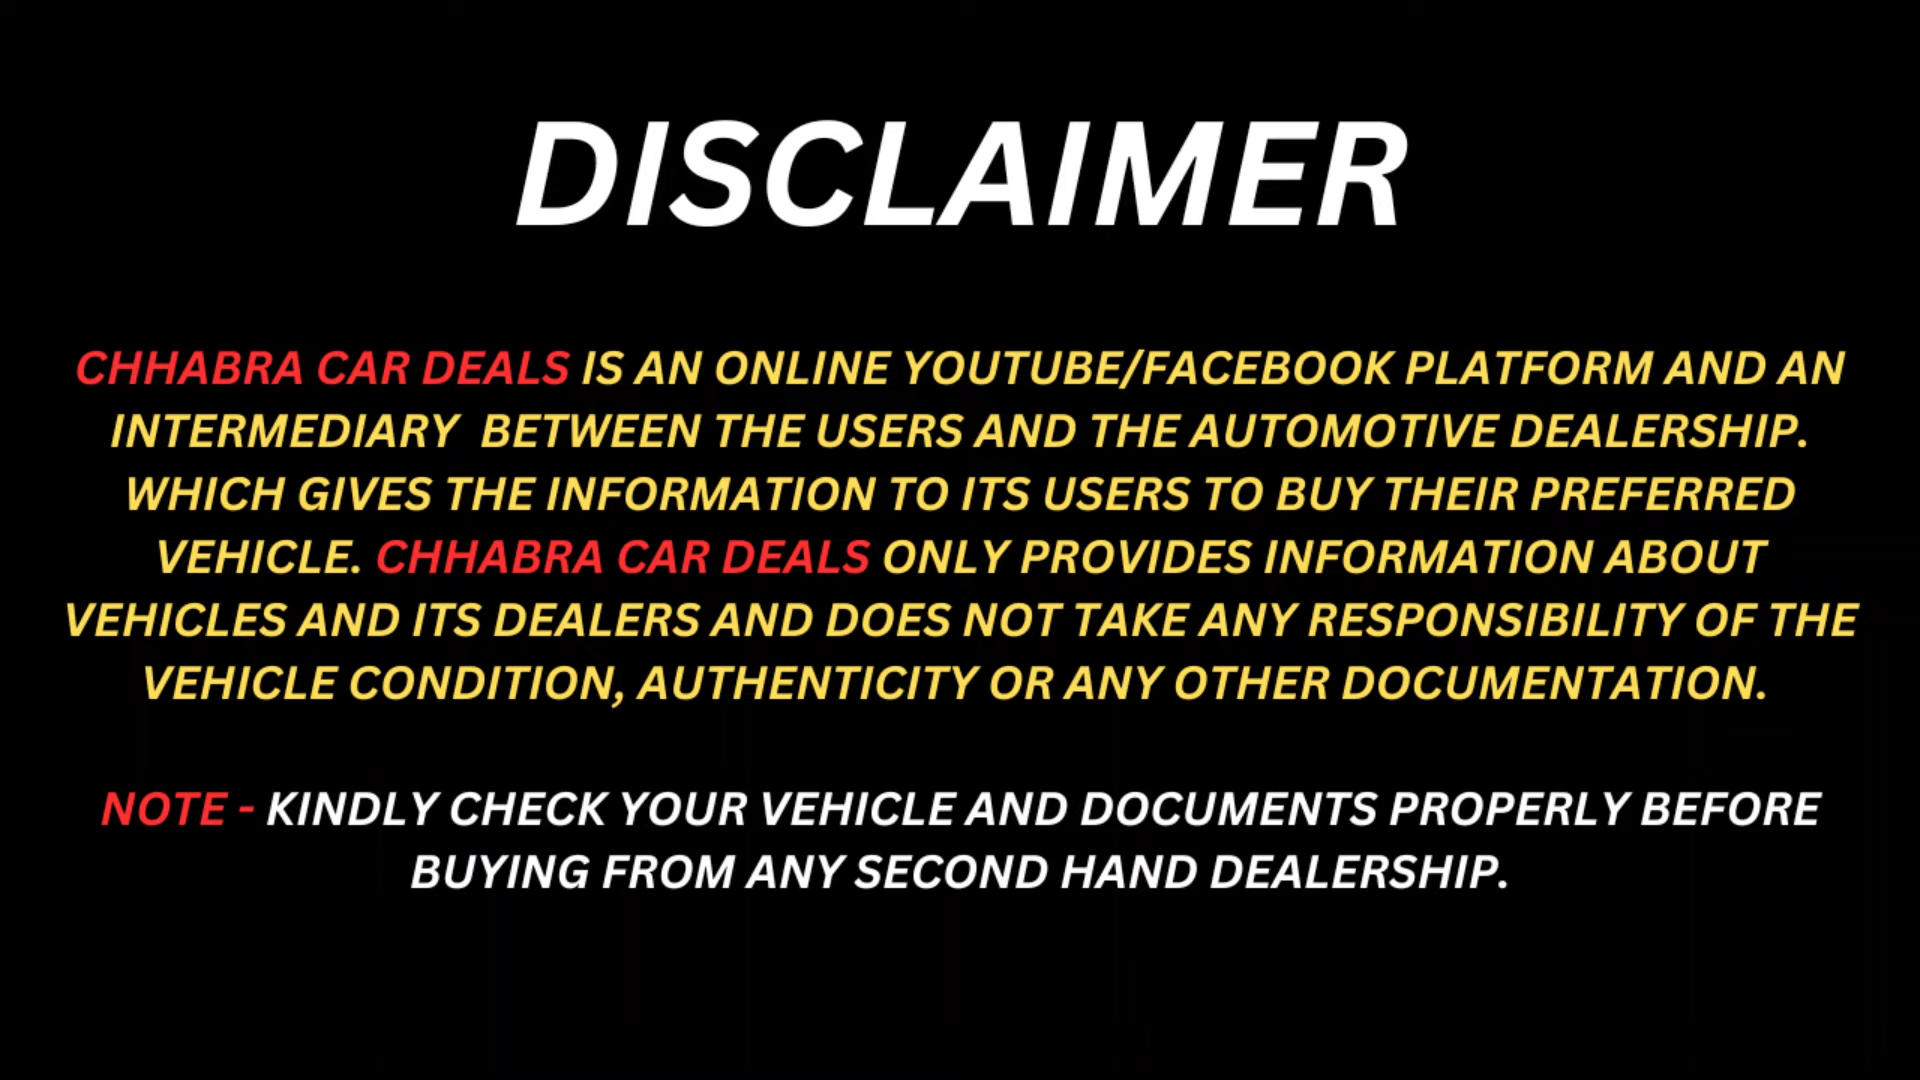 DISCLAIMER
CHHABRA CAR DEALS IS AN ONLINE YOUTUBE/FACEBOOK PLATFORM AND AN
INTERMEDIARY BETWEEN THE USERS AND THE AUTOMOTIVE DEALERSHIP.
WHICH GIVES THE INFORMATION TO ITS USERS TO BUY THEIR PREFERRED
VEHICLE. CHHABRA CAR DEALS ONLY PROVIDES INFORMATION ABOUT
VEHICLES AND ITS DEALERS AND DOES NOT TAKE ANY RESPONSIBILITY OF THE
VEHICLE CONDITION, AUTHENTICITY OR ANY OTHER DOCUMENTATION.
NOTE - KINDLY CHECK YOUR VEHICLE AND DOCUMENTS PROPERLY BEFORE
BUYING FROM ANY SECOND HAND DEALERSHIP.